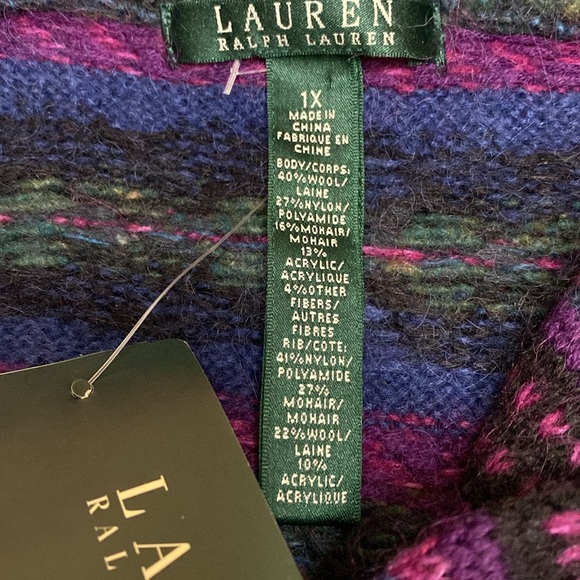 LAUREN
RALPH LAUREN
1X
MADE IN
CHINA
FABRIQUE EN
CHINE
BODY/CORPS:
40%WOOL/
LAINE
27%NYLON/
POLYAMIDE
16%MOHAIR/
MOHAIR
13%
ACRYLIC/
ACRYLIQUE
4%OTHER
FIBERS/
AUTRES
FIBRES
RIB/COTE:
41%NYLON/
POLYAMIDE
27%
MOHAIR/
MOHAIR
22%WOOL/
LAINE
10%
ACRYLIC/
ACRYLIQUE
LA
RAL